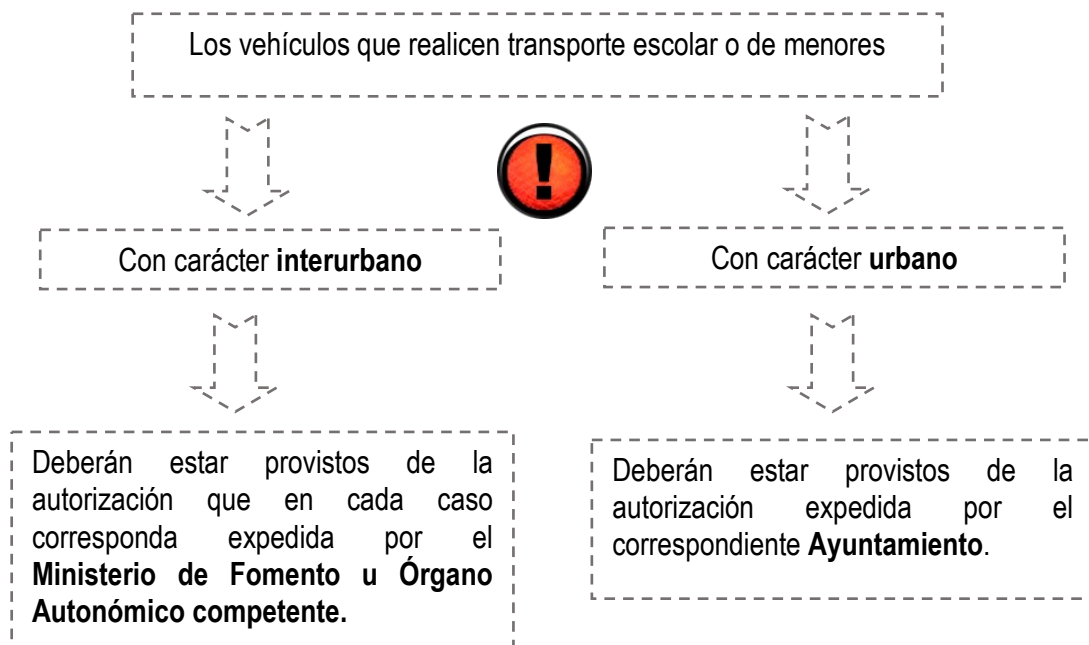 Los vehículos que realicen transporte escolar o de menores
!
Con carácter interurbano
Con carácter urbano
Deberán estar provistos de la
autorización que en cada caso
corresponda expedida por el
Ministerio de Fomento u Órgano
Autonómico competente.
Deberán estar provistos de la
autorización expedida por el
correspondiente Ayuntamiento.